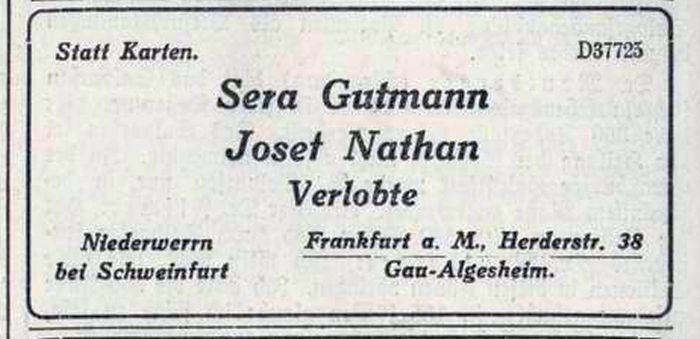 Statt Karten. D37725
Sera Gutmann
Josef Nathan
Verlobte
Niederwerrn
bei Schweinfurt
Frankfurt a. M., Herderstr. 38
Gau-Algesheim.